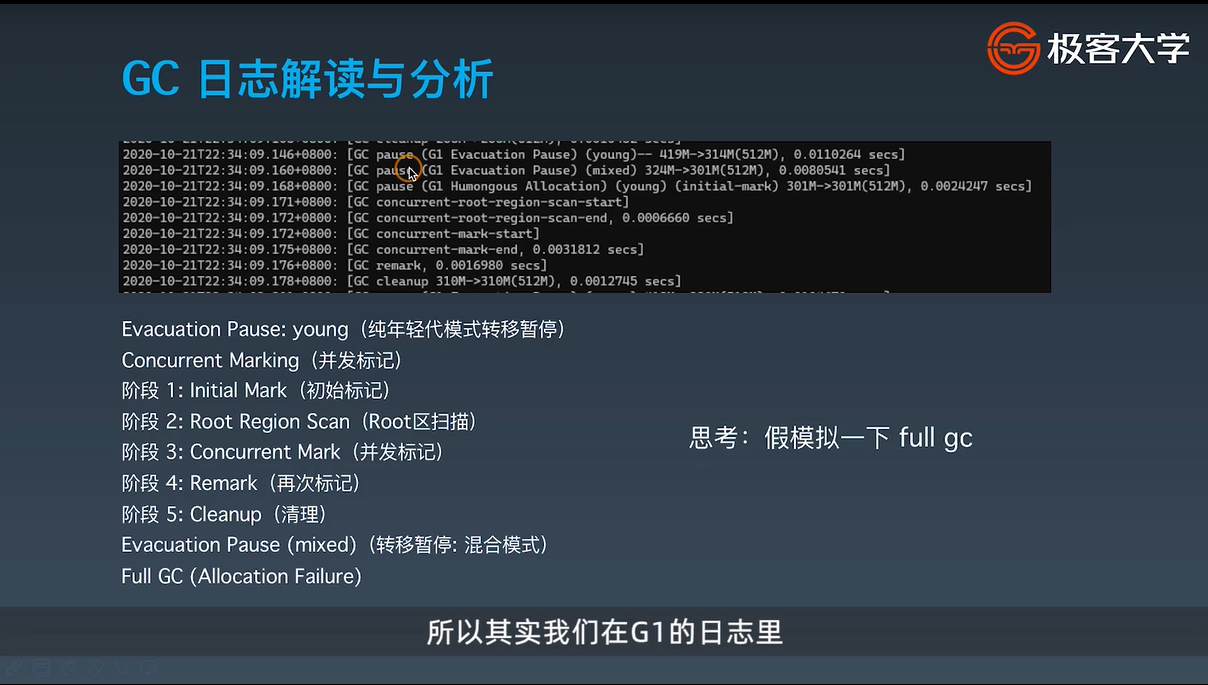 极客大学
GC 日志解读与分析
2020-10-21T22:34:09.146+0800: [GC pause (G1 Evacuation Pause) (young)-- 419M->314M(512M), 0.0110264 secs]
2020-10-21T22:34:09.160+0800: [GC pause (G1 Evacuation Pause) (mixed) 324M->301M(512M), 0.0080541 secs]
2020-10-21T22:34:09.168+0800: [GC pause (G1 Humongous Allocation) (young) (initial-mark) 301M->301M(512M), 0.0024247 secs]
2020-10-21T22:34:09.171+0800: [GC concurrent-root-region-scan-start]
2020-10-21T22:34:09.172+0800: [GC concurrent-root-region-scan-end, 0.0006660 secs]
2020-10-21T22:34:09.172+0800: [GC concurrent-mark-start]
2020-10-21T22:34:09.175+0800: [GC concurrent-mark-end, 0.0031812 secs]
2020-10-21T22:34:09.176+0800: [GC remark, 0.0016980 secs]
2020-10-21T22:34:09.178+0800: [GC cleanup 310M->310M(512M), 0.0012745 secs]
Evacuation Pause: young（纯年轻代模式转移暂停）
Concurrent Marking（并发标记）
阶段 1: Initial Mark（初始标记）
阶段 2: Root Region Scan（Root区扫描）
阶段 3: Concurrent Mark（并发标记）
阶段 4: Remark（再次标记）
阶段 5: Cleanup（清理）
Evacuation Pause (mixed)（转移暂停: 混合模式）
Full GC (Allocation Failure)
思考：假模拟一下 full gc
所以其实我们在G1的日志里